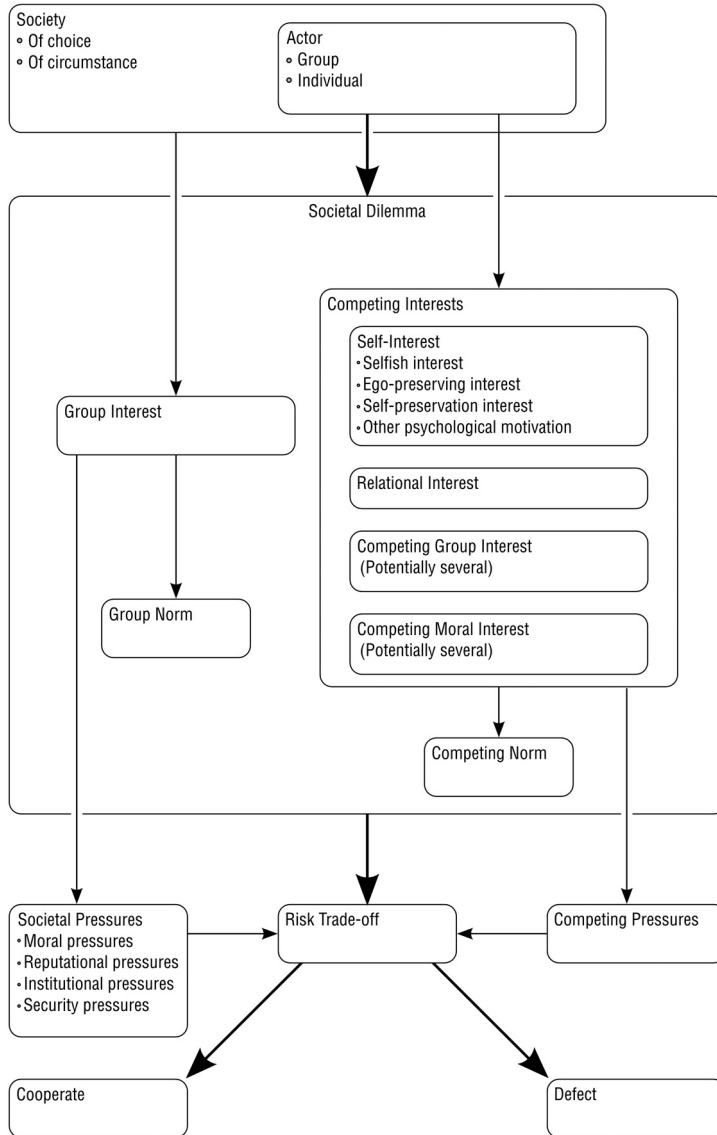 Society
∘ Of choice
∘ Of circumstance
Actor
∘ Group
∘ Individual
Societal Dilemma
Competing Interests
Self-Interest
∘ Selfish interest
∘ Ego-preserving interest
∘ Self-preservation interest
∘ Other psychological motivation
Group Interest
Relational Interest
Competing Group Interest
(Potentially several)
Group Norm
Competing Moral Interest
(Potentially several)
Competing Norm
Societal Pressures
∘ Moral pressures
∘ Reputational pressures
∘ Institutional pressures
∘ Security pressures
Risk Trade-off
Competing Pressures
Cooperate
Defect